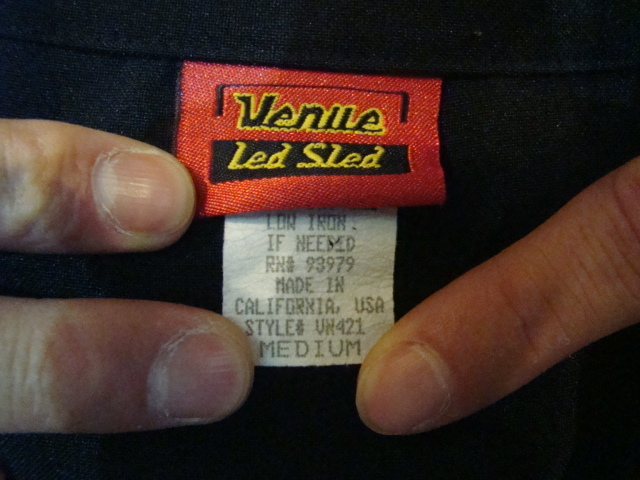 Venue
Led Sled
LOW IRON.
IF NEEDED
RN# 93979
MADE IN
CALIFORNIA, USA
STYLE# VN421
MEDIUM